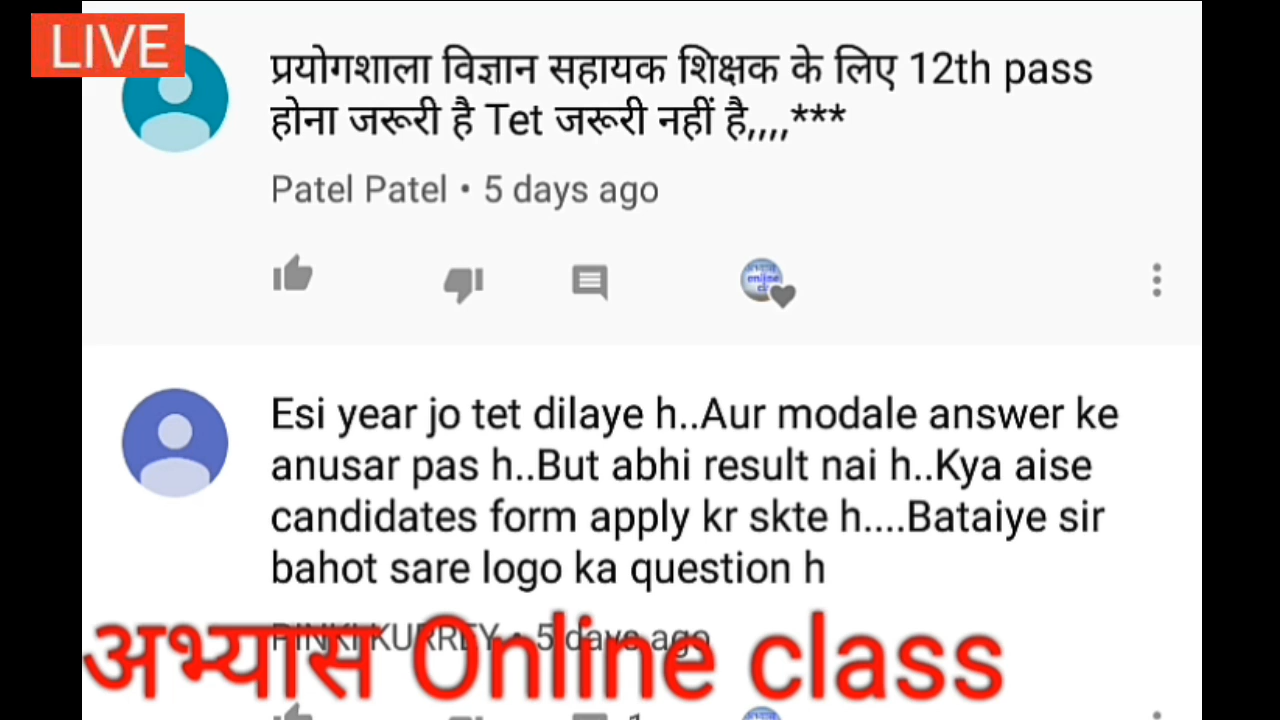 LIVE
प्रयोगशाला विज्ञान सहायक शिक्षक के लिए 12th pass
होना जरूरी है Tet जरूरी नहीं है,,,,***
Patel Patel • 5 days ago
Esi year jo tet dilaye h..Aur modale answer ke
anusar pas h..But abhi result nai h..Kya aise
candidates form apply kr skte h....Bataiye sir
bahot sare logo ka question h
PINKI KURREY • 5 days ago
अभ्यास Online class
1